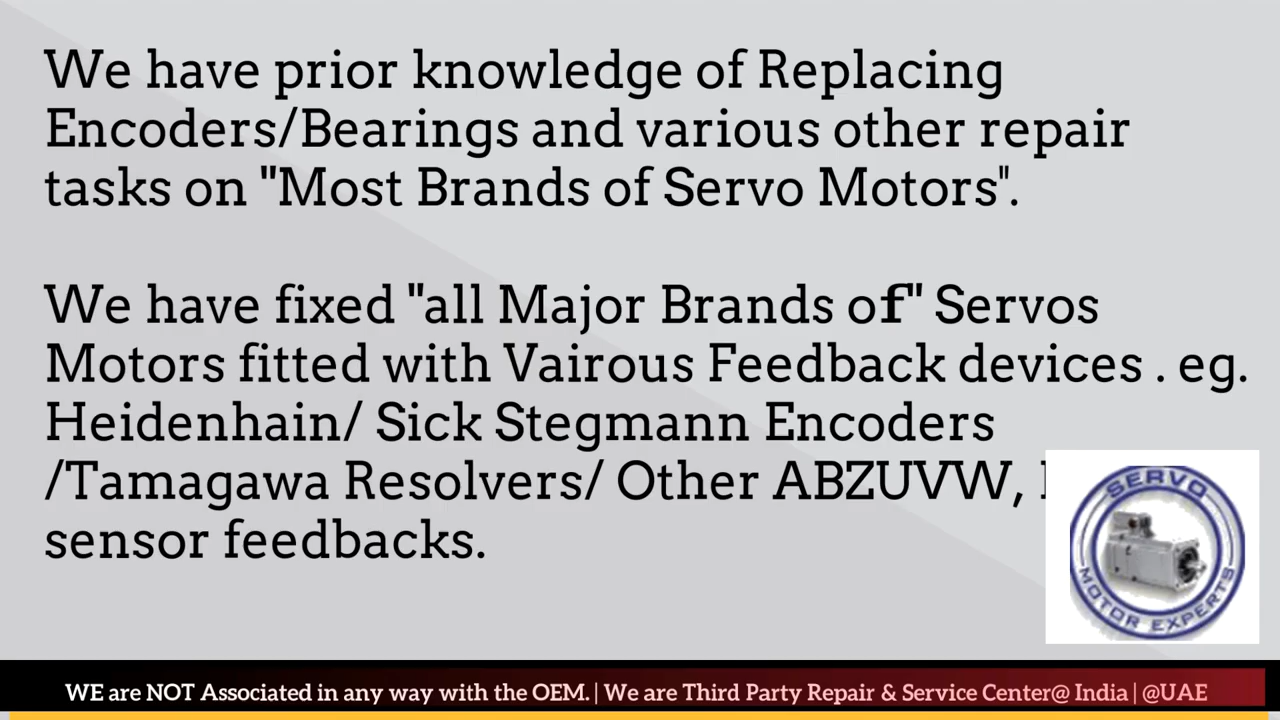 We have prior knowledge of Replacing
Encoders/Bearings and various other repair
tasks on "Most Brands of Servo Motors".
We have fixed "all Major Brands of" Servos
Motors fitted with Vairous Feedback devices . eg.
Heidenhain/ Sick Stegmann Encoders
/Tamagawa Resolvers/ Other ABZUVW,
sensor feedbacks.
SERVO
MOTOR EXPERTS
WE are NOT Associated in any way with the OEM. | We are Third Party Repair & Service Center@ India | @UAE